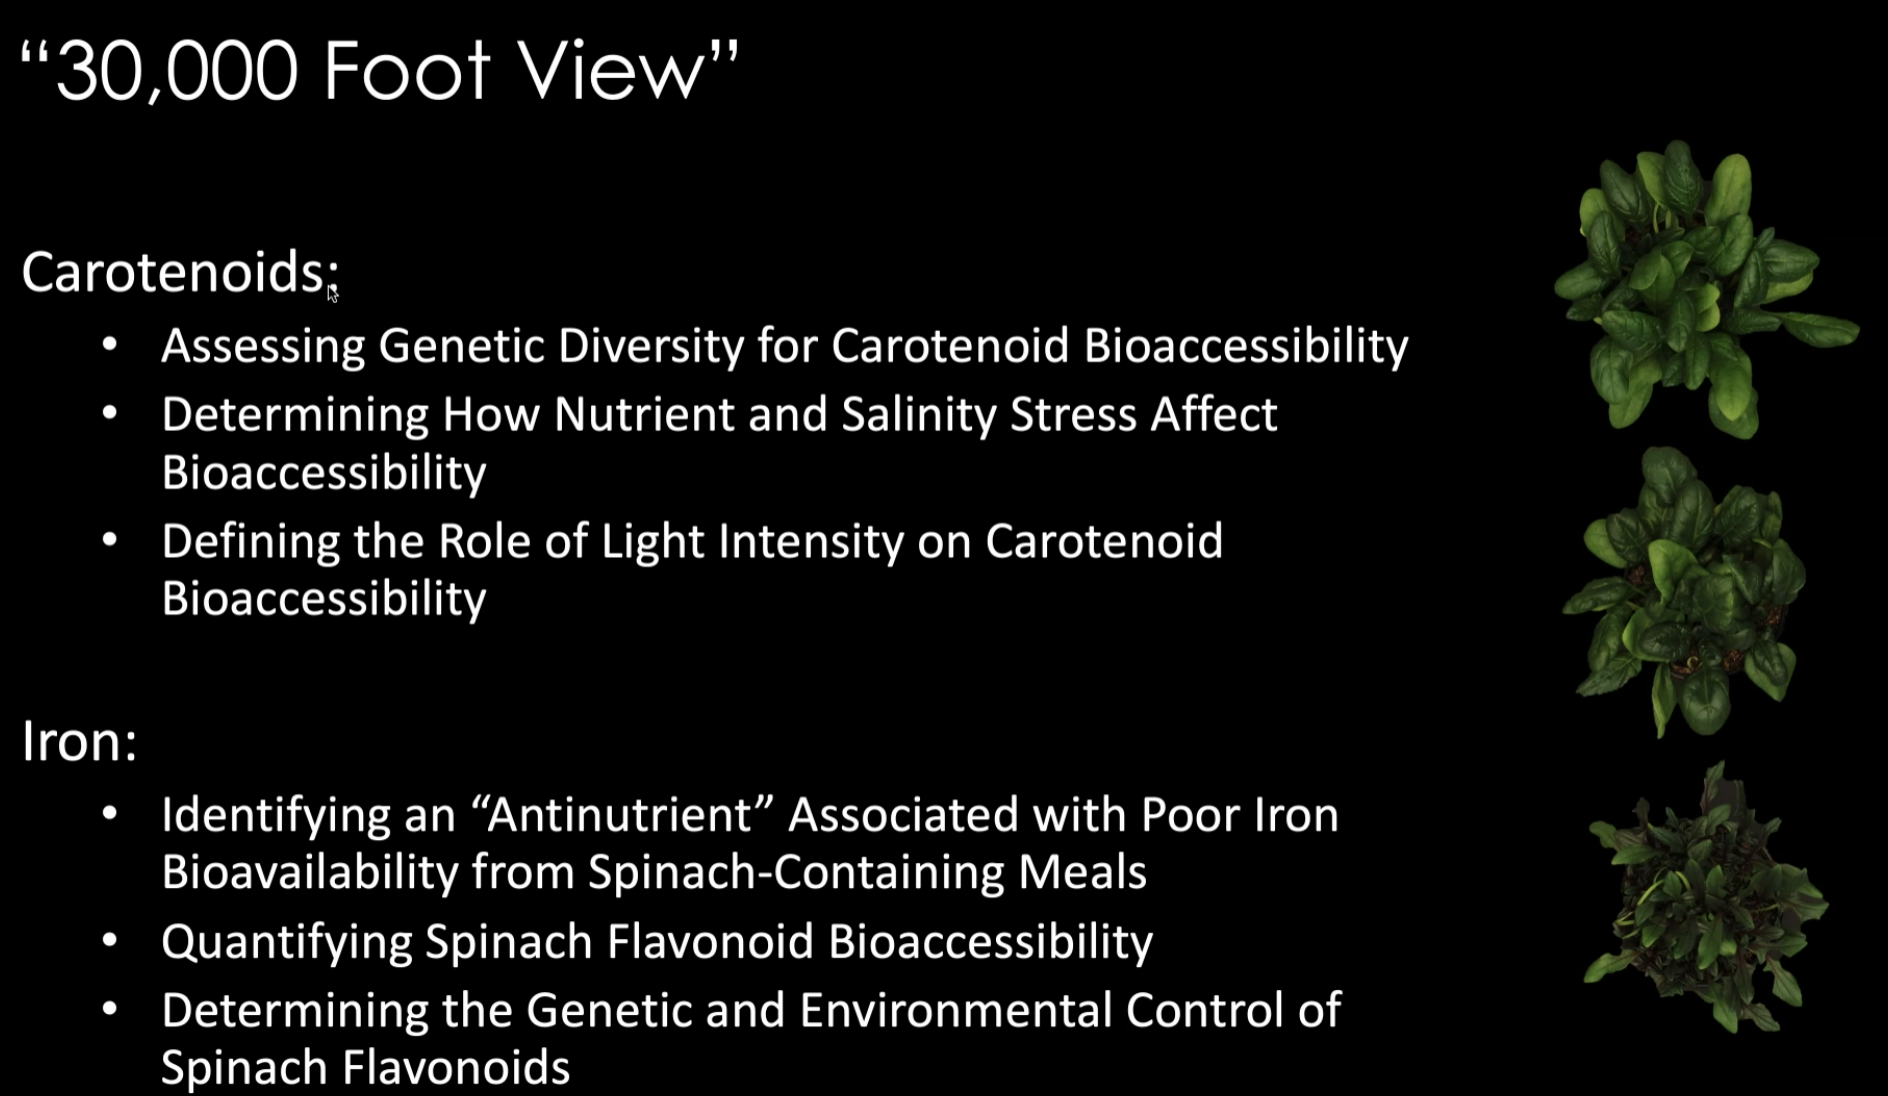 “30,000 Foot View”
Carotenoids:
• Assessing Genetic Diversity for Carotenoid Bioaccessibility
• Determining How Nutrient and Salinity Stress Affect
Bioaccessibility
• Defining the Role of Light Intensity on Carotenoid
Bioaccessibility
Iron:
• Identifying an “Antinutrient” Associated with Poor Iron
Bioavailability from Spinach-Containing Meals
• Quantifying Spinach Flavonoid Bioaccessibility
• Determining the Genetic and Environmental Control of
Spinach Flavonoids